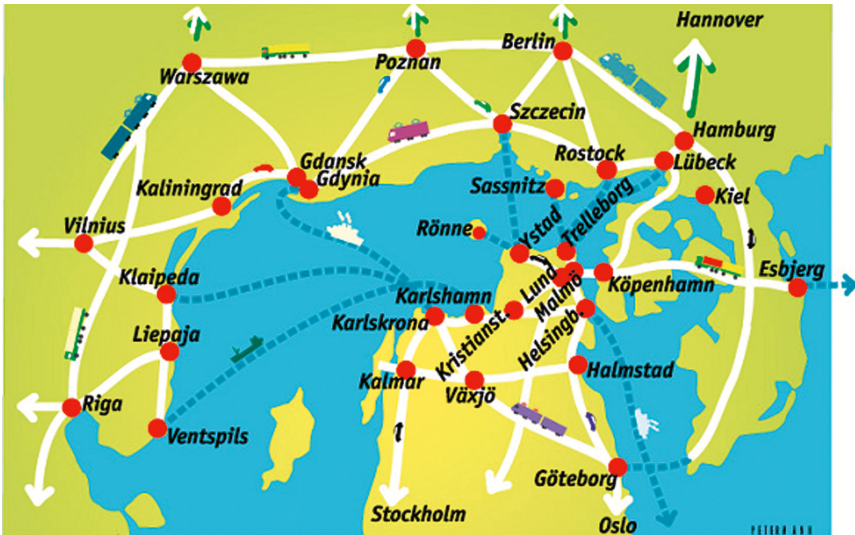 Hannover
Berlin
Poznan
Warszawa
Szczecin
Hamburg
Rostock
Lübeck
Gdansk
Gdynia
Kaliningrad
Sassnitz
Kiel
Trelleborg
Ystad
Rönne
Vilnius
Esbjerg
Klaipeda
Köpenhamn
Lund
Malmö
Karlshamn
Karlskrona
Kristianst.
Helsingb.
Liepaja
Kalmar
Växjö
Halmstad
Riga
Ventspils
Göteborg
Stockholm
Oslo
PETERMANN